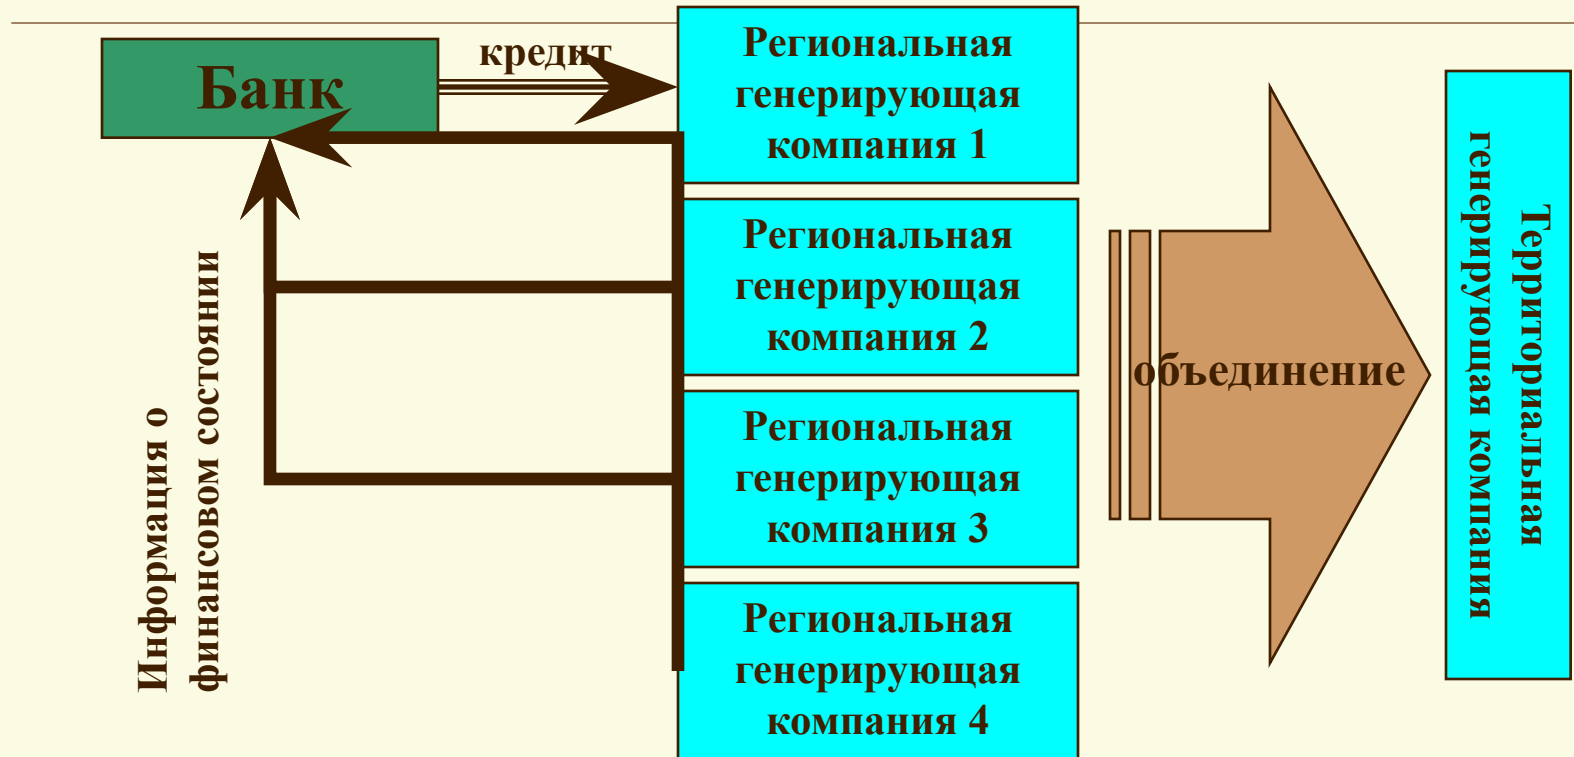 Банк
кредит
Региональная
генерирующая
компания 1
Региональная
генерирующая
компания 2
Региональная
генерирующая
компания 3
Региональная
генерирующая
компания 4
Информация о
финансовом состоянии
объединение
Территориальная
генерирующая компания